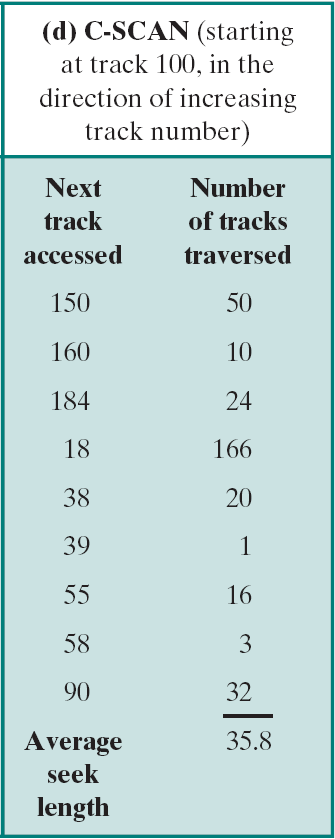 (d) C-SCAN (starting
at track 100, in the
direction of increasing
track number)
Next Number
track of tracks
accessed traversed
150 50
160 10
184 24
18 166
38 20
39 1
55 16
58 3
90 32
Average 35.8
seek
length